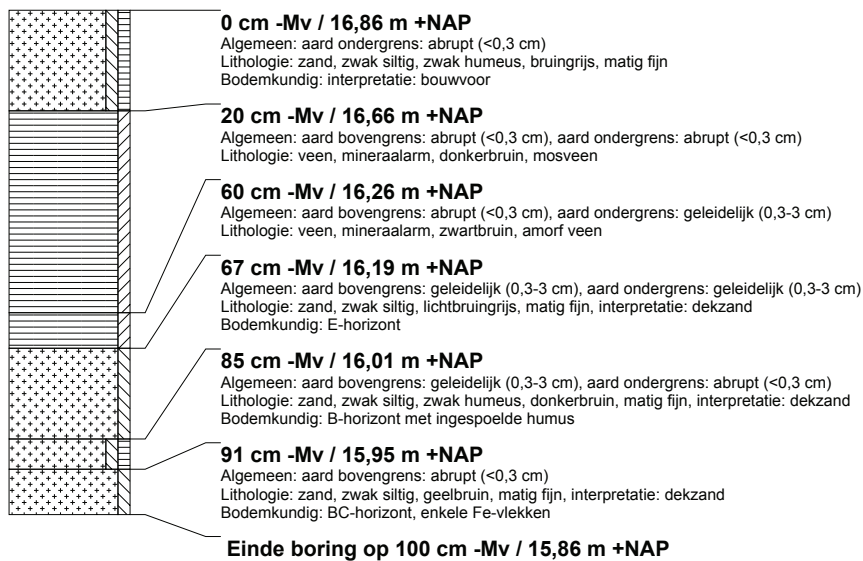 0 cm -Mv / 16,86 m +NAP
Algemeen: aard ondergrens: abrupt (<0,3 cm)
Lithologie: zand, zwak siltig, zwak humeus, bruingrijs, matig fijn
Bodemkundig: interpretatie: bouwvoor
20 cm -Mv / 16,66 m +NAP
Algemeen: aard bovengrens: abrupt (<0,3 cm), aard ondergrens: abrupt (<0,3 cm)
Lithologie: veen, mineraalarm, donkerbruin, mosveen
60 cm -Mv / 16,26 m +NAP
Algemeen: aard bovengrens: abrupt (<0,3 cm), aard ondergrens: geleidelijk (0,3-3 cm)
Lithologie: veen, mineraalarm, zwartbruin, amorf veen
67 cm -Mv / 16,19 m +NAP
Algemeen: aard bovengrens: geleidelijk (0,3-3 cm), aard ondergrens: geleidelijk (0,3-3 cm)
Lithologie: zand, zwak siltig, lichtbruingrijs, matig fijn, interpretatie: dekzand
Bodemkundig: E-horizont
85 cm -Mv / 16,01 m +NAP
Algemeen: aard bovengrens: geleidelijk (0,3-3 cm), aard ondergrens: abrupt (<0,3 cm)
Lithologie: zand, zwak siltig, zwak humeus, donkerbruin, matig fijn, interpretatie: dekzand
Bodemkundig: B-horizont met ingespoelde humus
91 cm -Mv / 15,95 m +NAP
Algemeen: aard bovengrens: abrupt (<0,3 cm)
Lithologie: zand, zwak siltig, geelbruin, matig fijn, interpretatie: dekzand
Bodemkundig: BC-horizont, enkele Fe-vlekken
Einde boring op 100 cm -Mv / 15,86 m +NAP